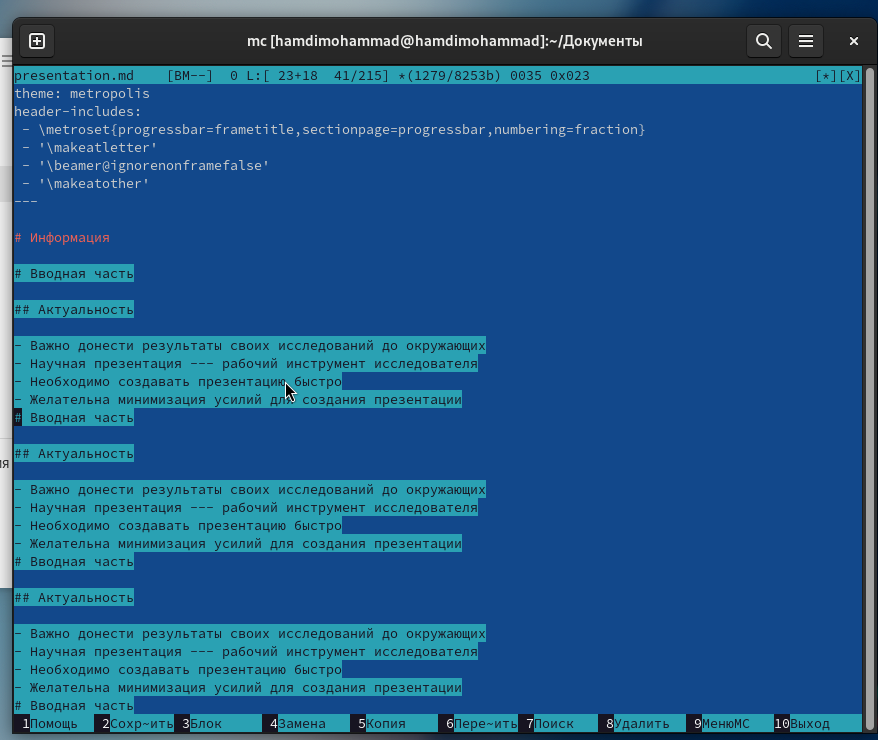 mc [hamdimohammad@hamdimohammad]:~/Документы
presentation.md [BM--] 0 L:[ 23+18 41/215] *(1279/8253b) 0035 0x023 [*][X]
theme: metropolis
header-includes:
- \metroset{progressbar=frametitle,sectionpage=progressbar,numbering=fraction}
- '\makeatletter'
- '\beamer@ignorenonframefalse'
- '\makeatother'
---
# Информация
# Вводная часть
## Актуальность
- Важно донести результаты своих исследований до окружающих
- Научная презентация --- рабочий инструмент исследователя
- Необходимо создавать презентацию быстро
- Желательна минимизация усилий для создания презентации
# Вводная часть
## Актуальность
- Важно донести результаты своих исследований до окружающих
- Научная презентация --- рабочий инструмент исследователя
- Необходимо создавать презентацию быстро
- Желательна минимизация усилий для создания презентации
# Вводная часть
## Актуальность
- Важно донести результаты своих исследований до окружающих
- Научная презентация --- рабочий инструмент исследователя
- Необходимо создавать презентацию быстро
- Желательна минимизация усилий для создания презентации
# Вводная часть
1Помощь 2Сохр~ить 3Блок 4Замена 5Копия 6Пере~ить 7Поиск 8Удалить 9МенюMC 10Выход